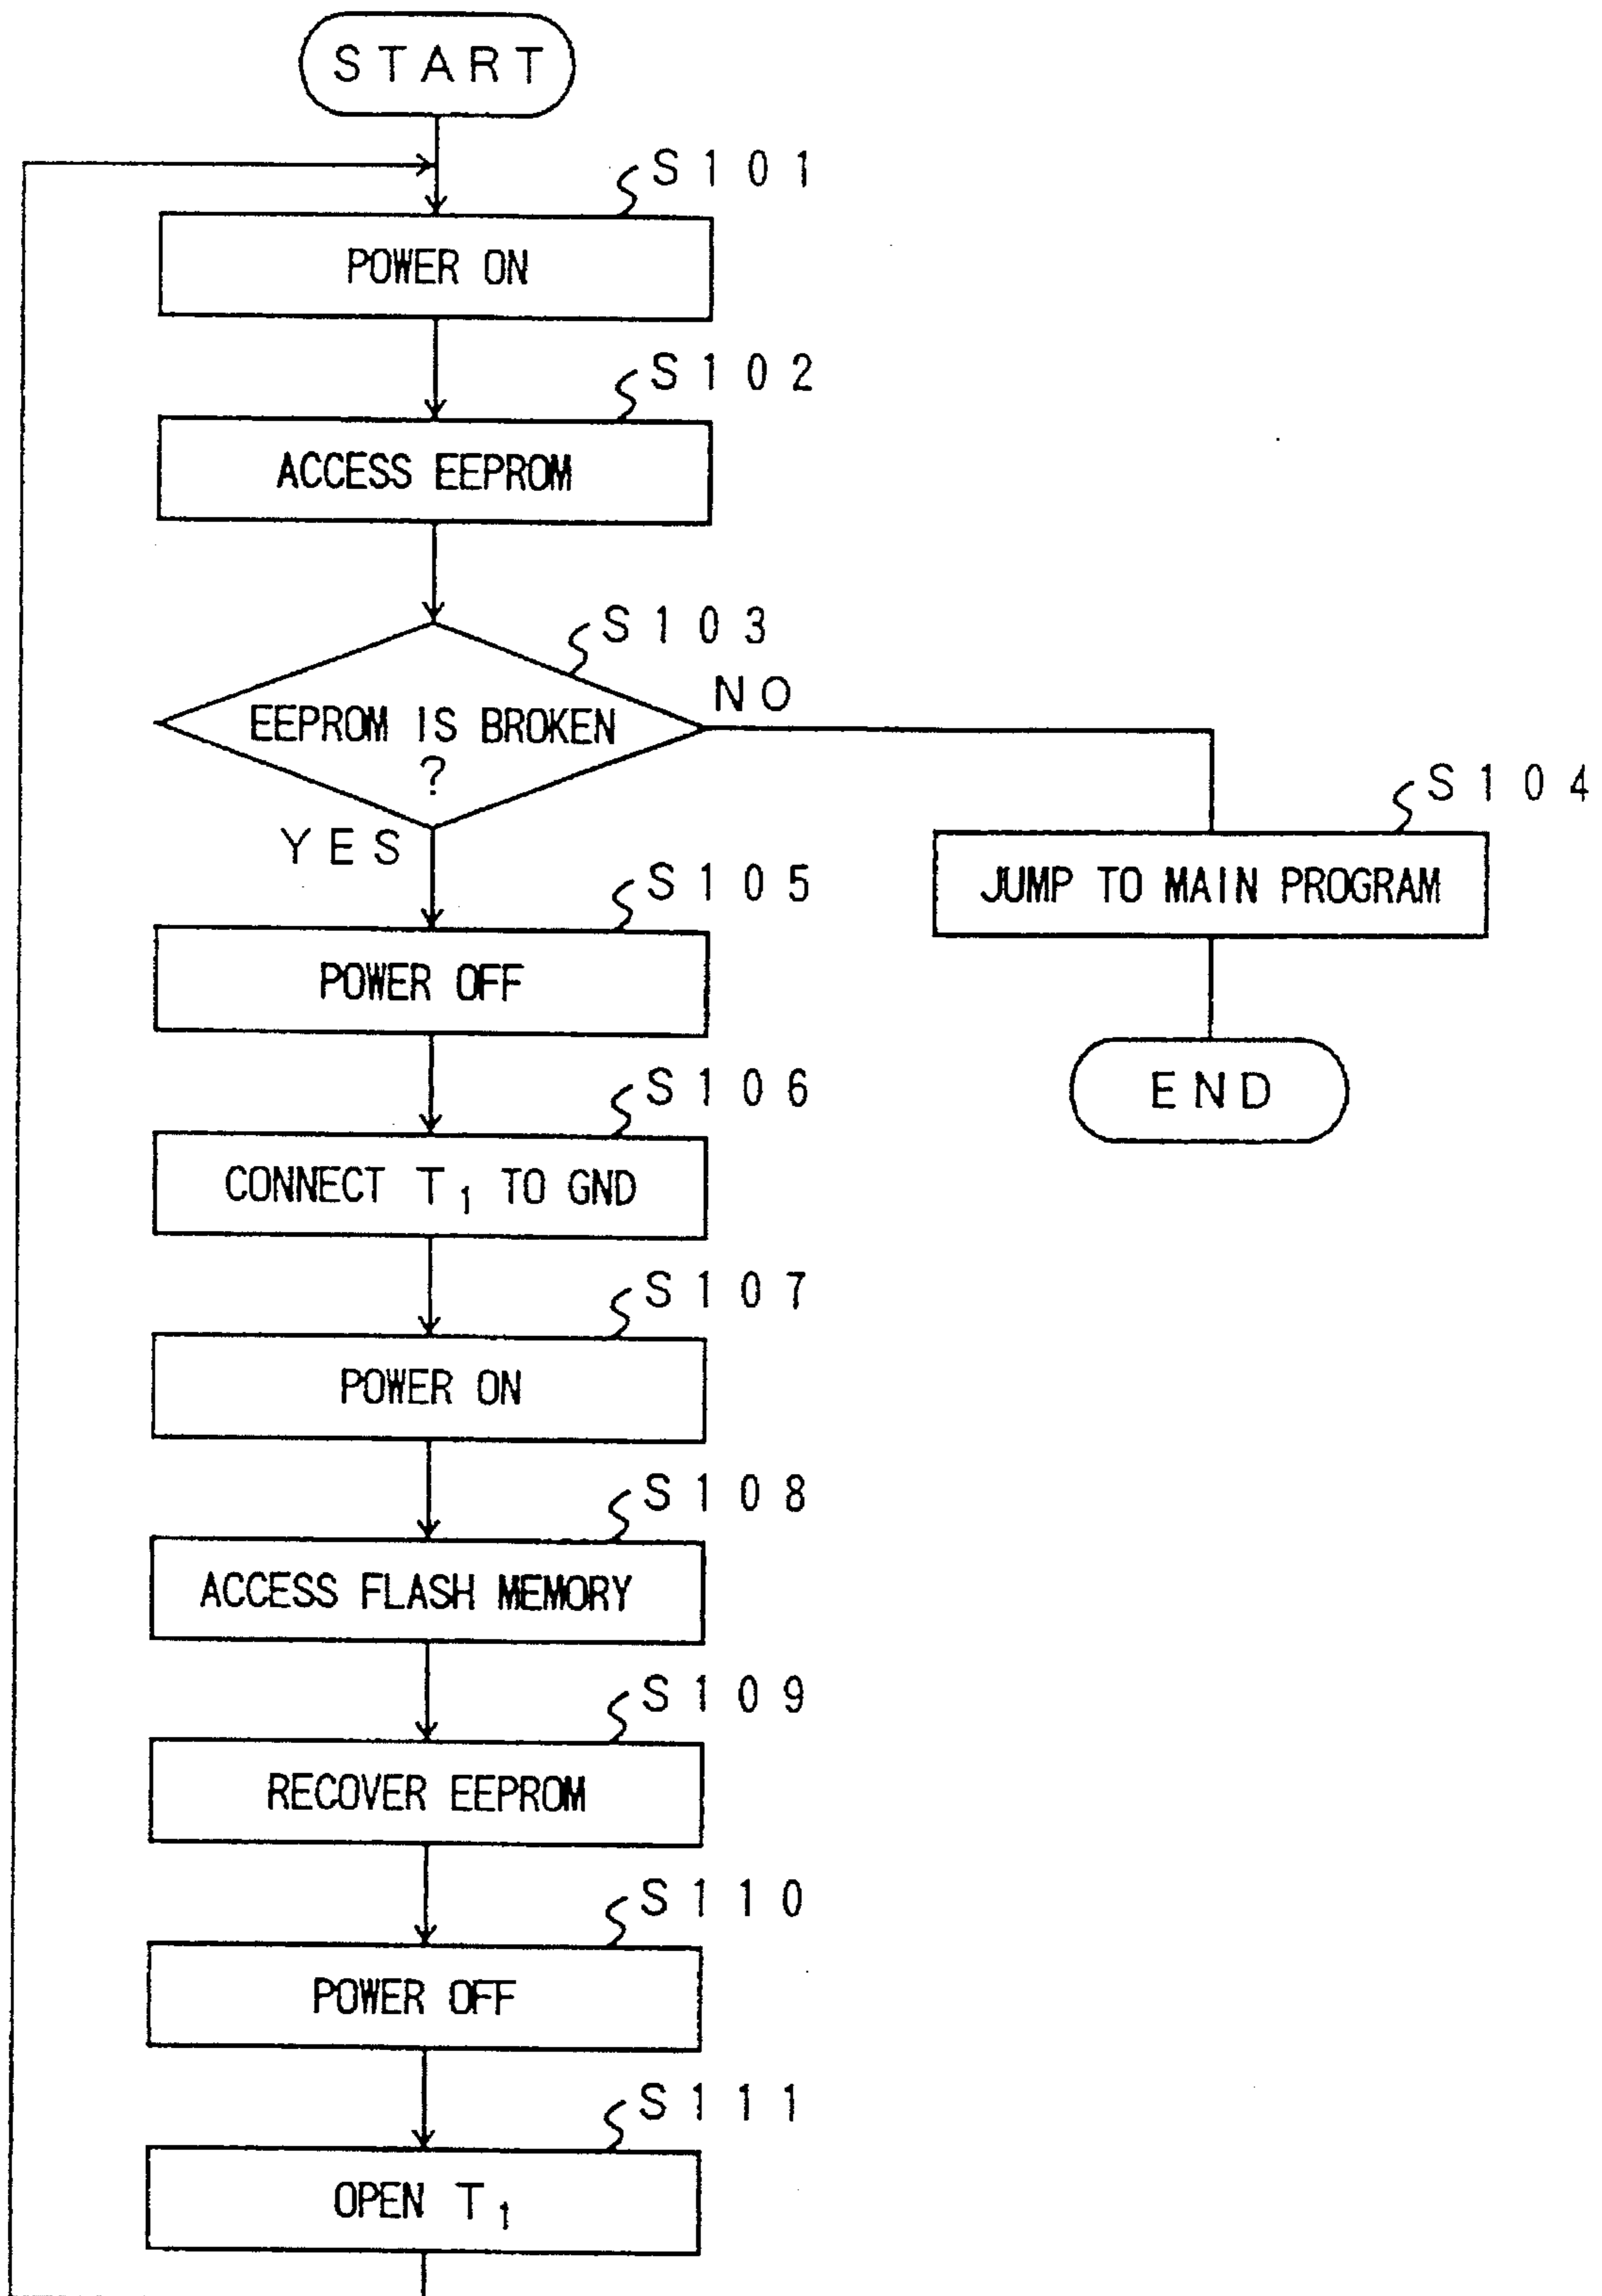 START
S101
POWER ON
S102
ACCESS EEPROM
S103
EEPROM IS BROKEN
?
NO
YES
S104
JUMP TO MAIN PROGRAM
END
S105
POWER OFF
S106
CONNECT T₁ TO GND
S107
POWER ON
S108
ACCESS FLASH MEMORY
S109
RECOVER EEPROM
S110
POWER OFF
S111
OPEN T₁